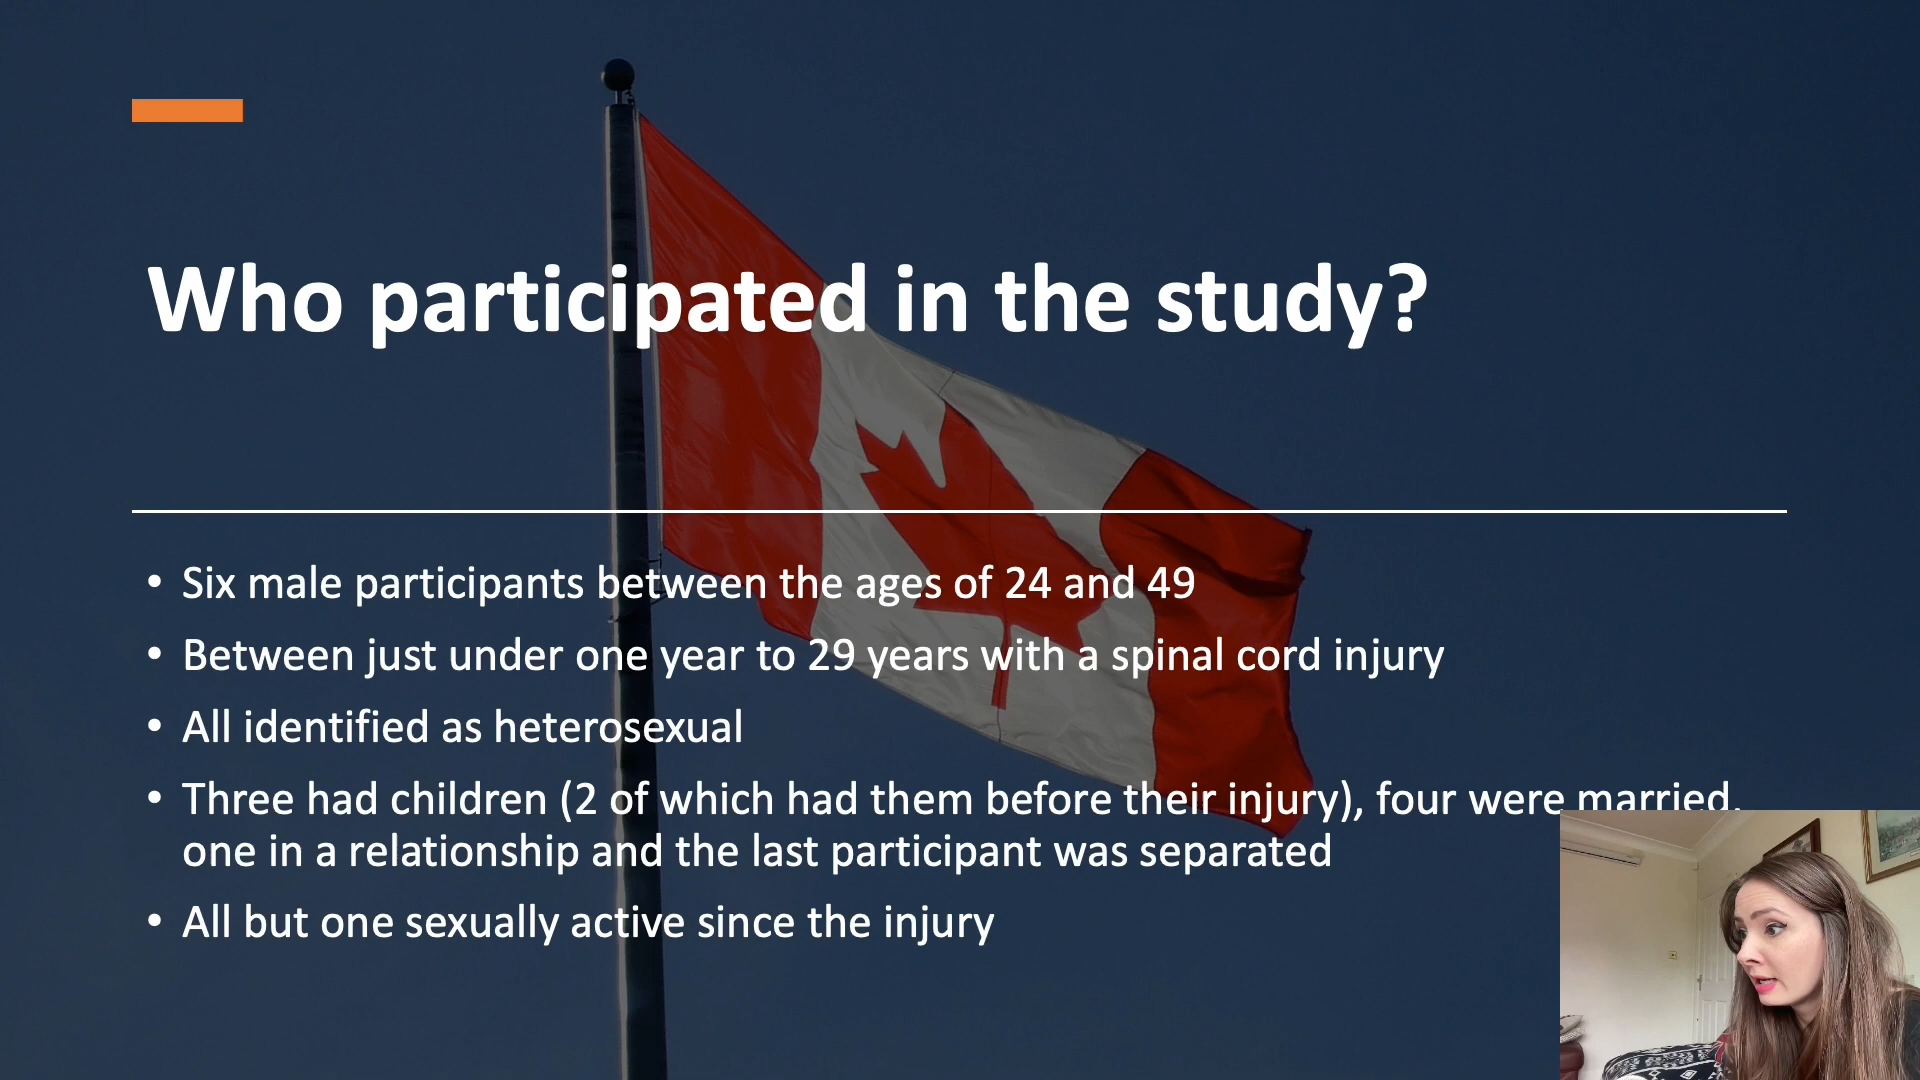 Who participated in the study?
• Six male participants between the ages of 24 and 49
• Between just under one year to 29 years with a spinal cord injury
• All identified as heterosexual
• Three had children (2 of which had them before their injury), four were married,
one in a relationship and the last participant was separated
• All but one sexually active since the injury